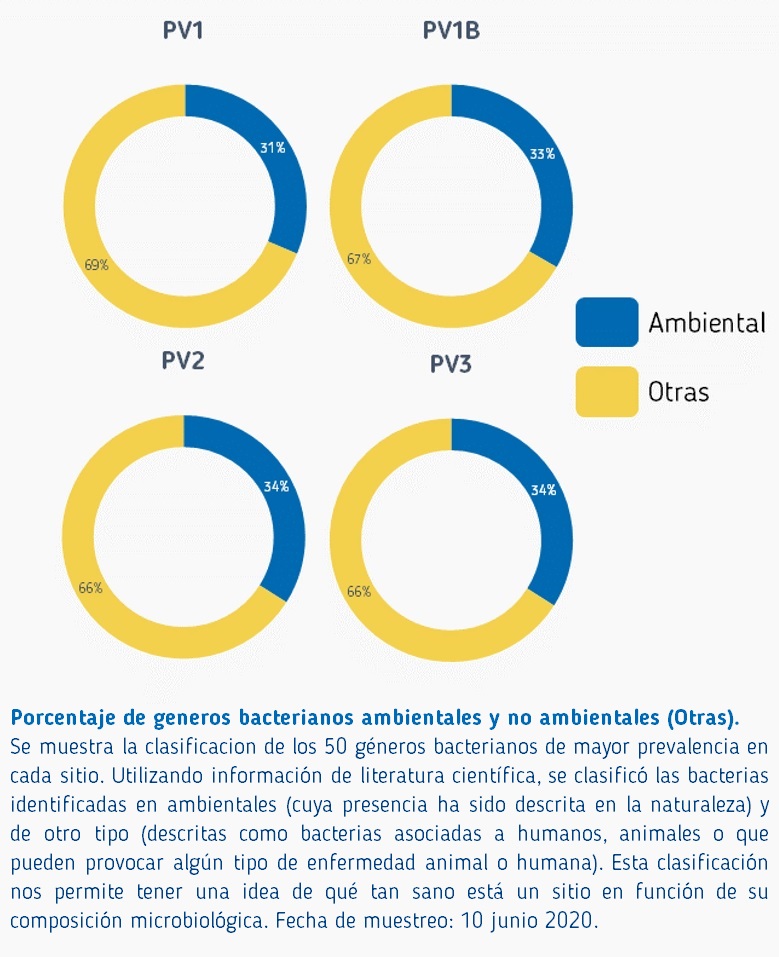 PV1
PV1B
31%
33%
69%
67%
Ambiental
Otras
PV2
PV3
34%
34%
66%
66%
Porcentaje de generos bacterianos ambientales y no ambientales (Otras).
Se muestra la clasificacion de los 50 géneros bacterianos de mayor prevalencia en
cada sitio. Utilizando información de literatura científica, se clasificó las bacterias
identificadas en ambientales (cuya presencia ha sido descrita en la naturaleza) y
de otro tipo (descritas como bacterias asociadas a humanos, animales o que
pueden provocar algún tipo de enfermedad animal o humana). Esta clasificación
nos permite tener una idea de qué tan sano está un sitio en función de su
composición microbiológica. Fecha de muestreo: 10 junio 2020.